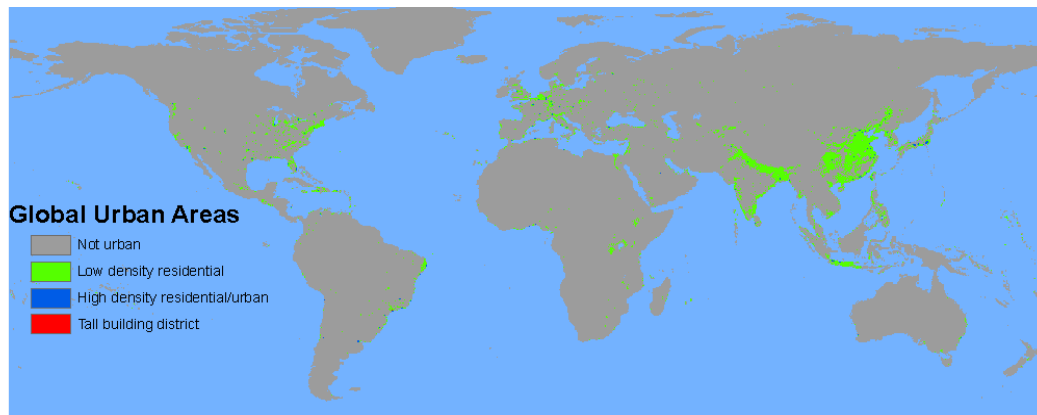 Global Urban Areas
Not urban
Low density residential
High density residential/urban
Tall building district